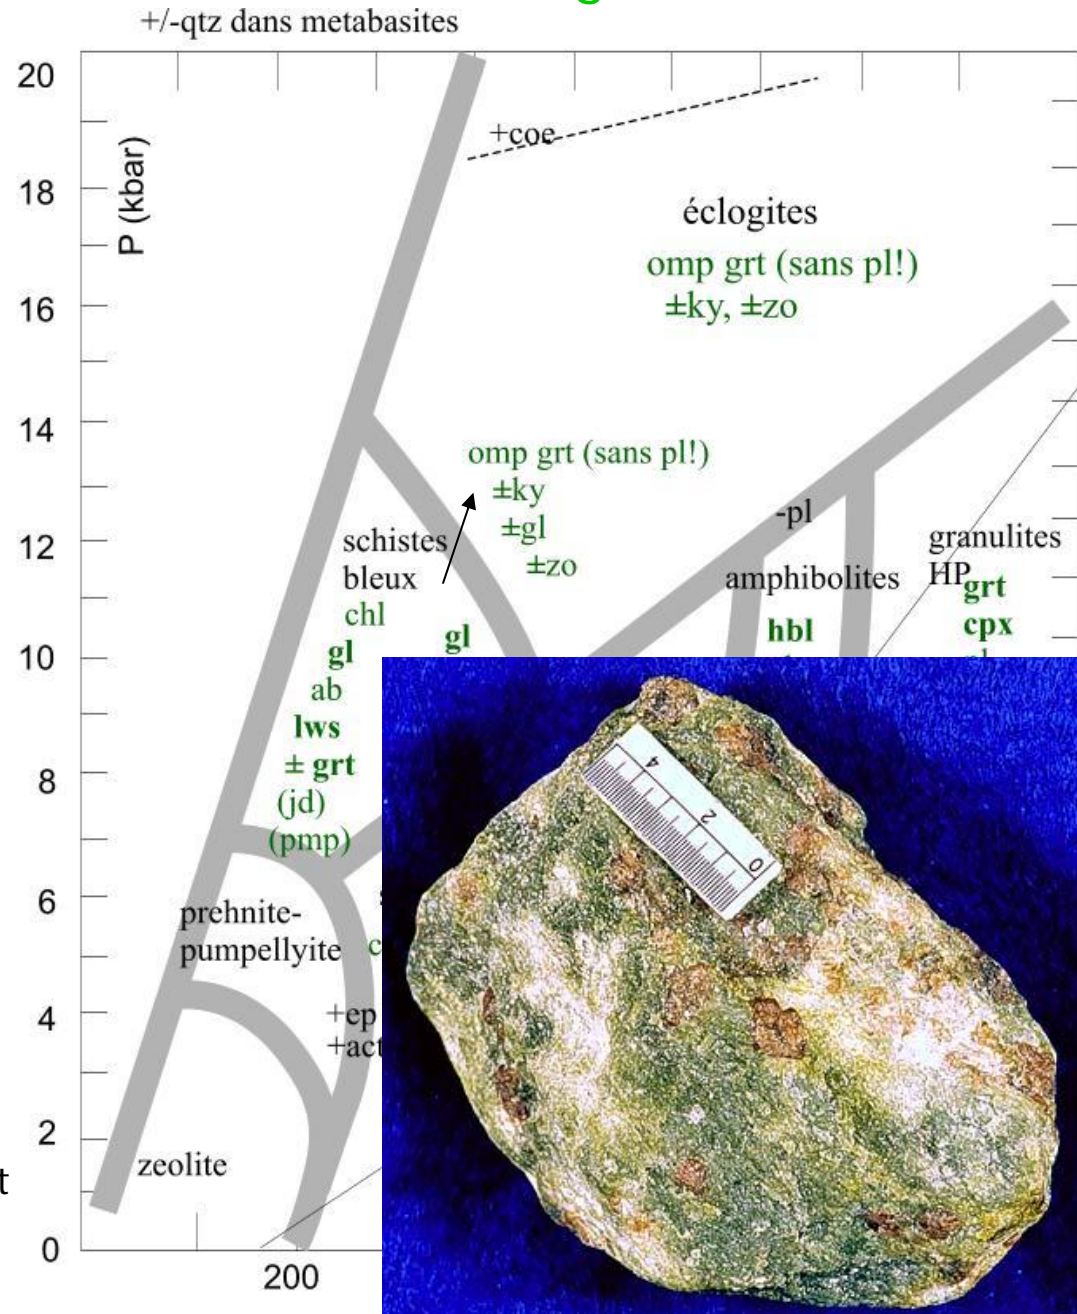 +/-qtz dans metabasites
20
+coe
P (kbar)
18
éclogites
omp grt (sans pl!)
±ky, ±zo
16
14
omp grt (sans pl!)
±ky
-pl
±gl
12
schistes
bleux
granulites
HP
±zo
amphibolites
grt
chl
cpx
gl
hbl
gl
10
ab
lws
± grt
8
(jd)
(pmp)
4
2
0
6
prehnite-
pumpellyite
4
+ep
+act
2
zeolite
0
200